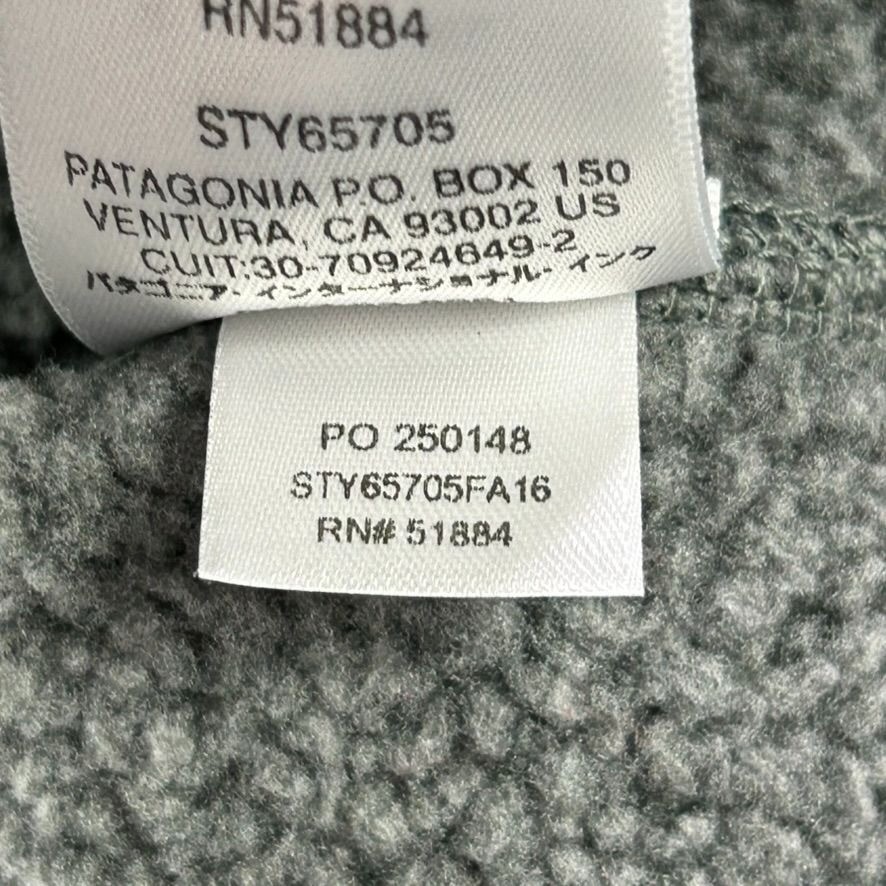 RN51884
STY65705
PATAGONIA P.O. BOX 150
VENTURA, CA 93002 US
CUIT:30-70924649-2
パタゴニア・インターナショナル・インク
PO 250148
STY65705FA16
RN# 51884